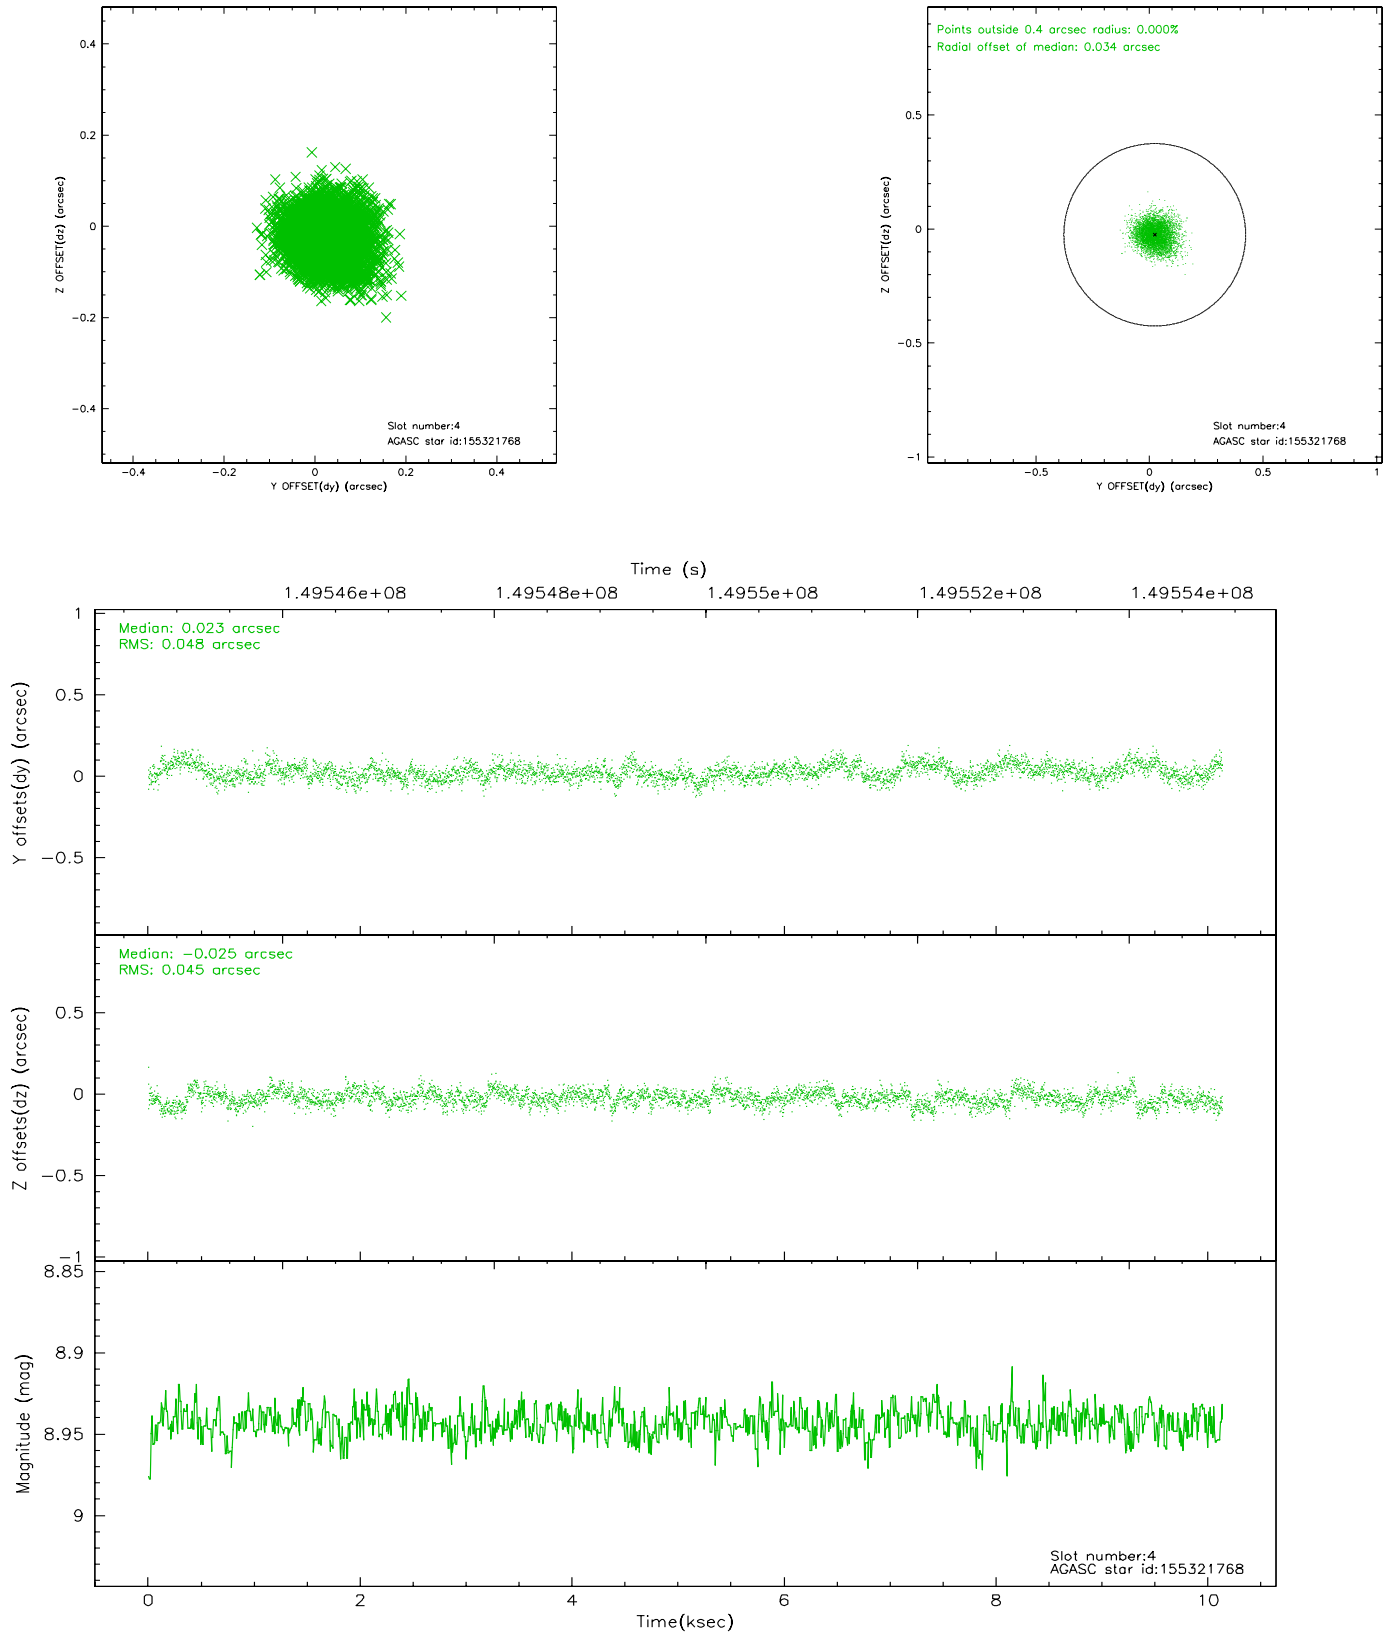 0.4
0.2
0
−0.2
−0.4
Z OFFSET(dz) (arcsec)
Slot number:4
AGASC star id:155321768
−0.4 −0.2 0 0.2 0.4
Y OFFSET(dy) (arcsec)
Points outside 0.4 arcsec radius: 0.000%
Radial offset of median: 0.034 arcsec
0.5
0
−0.5
−1
Z OFFSET(dz) (arcsec)
Slot number:4
AGASC star id:155321768
−0.5 0 0.5 1
Y OFFSET(dy) (arcsec)
Time (s)
1.49546e+08 1.49548e+08 1.4955e+08 1.49552e+08 1.49554e+08
Median: 0.023 arcsec
RMS: 0.048 arcsec
1
0.5
0
−0.5
Y offsets(dy) (arcsec)
Median: −0.025 arcsec
RMS: 0.045 arcsec
0.5
0
−0.5
−1
Z offsets(dz) (arcsec)
8.85
8.9
8.95
9
Magnitude (mag)
Slot number:4
AGASC star id:155321768
0 2 4 6 8 10
Time(ksec)